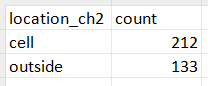 location_ch2 count
cell 212
outside 133